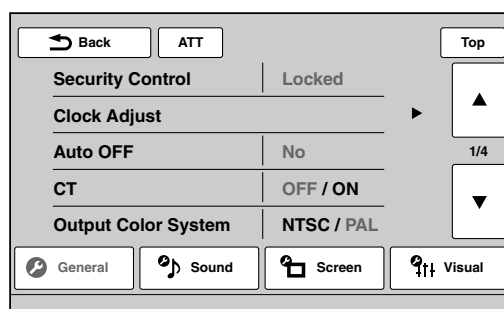 Back ATT Top
Security Control Locked
Clock Adjust
Auto OFF No 1/4
CT OFF / ON
Output Color System NTSC / PAL
General Sound Screen Visual